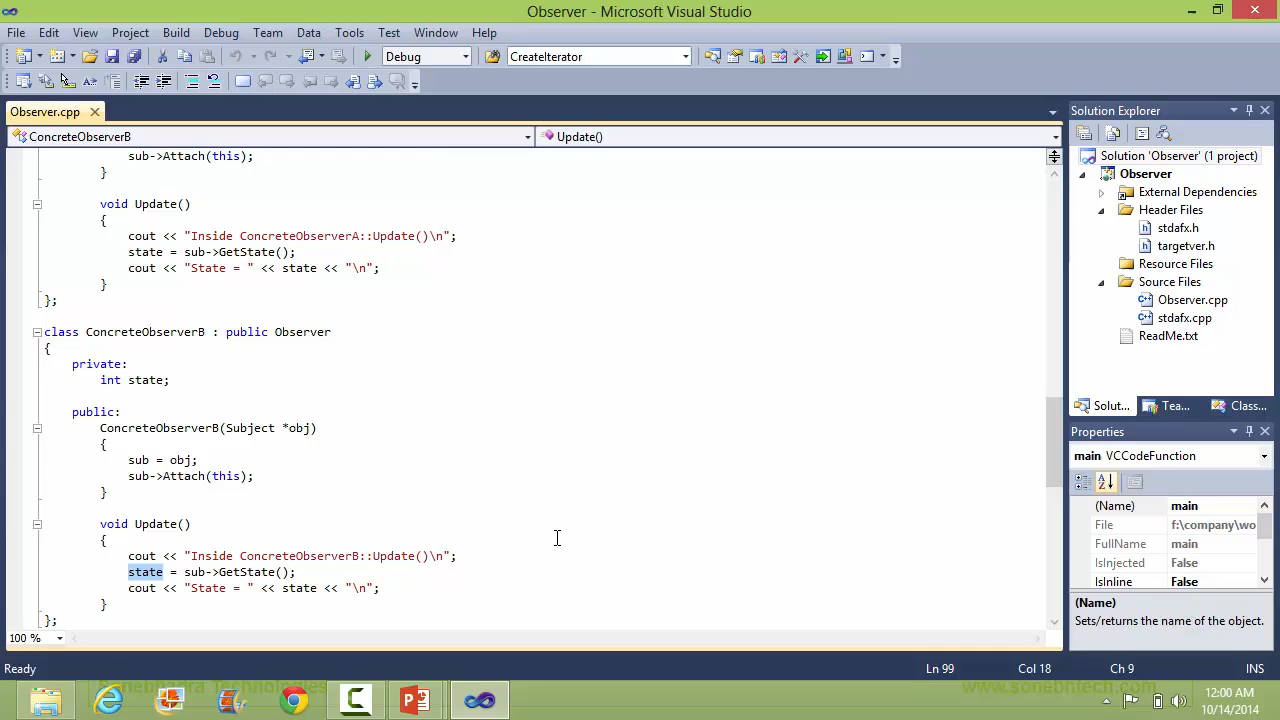 Observer - Microsoft Visual Studio
File Edit View Project Build Debug Team Data Tools Test Window Help
Debug CreateIterator
Observer.cpp
ConcreteObserverB Update()
sub->Attach(this);
}
void Update()
{
cout << "Inside ConcreteObserverA::Update()\n";
state = sub->GetState();
cout << "State = " << state << "\n";
}
};
class ConcreteObserverB : public Observer
{
private:
int state;
public:
ConcreteObserverB(Subject *obj)
{
sub = obj;
sub->Attach(this);
}
void Update()
{
cout << "Inside ConcreteObserverB::Update()\n";
state = sub->GetState();
cout << "State = " << state << "\n";
}
};
100 %
Solution Explorer
Solution 'Observer' (1 project)
Observer
External Dependencies
Header Files
stdafx.h
targetver.h
Resource Files
Source Files
Observer.cpp
stdafx.cpp
ReadMe.txt
Solut... Tea... Class...
Properties
main VCCodeFunction
(Name) main
File f:\company\wo
FullName main
IsInjected False
IsInline False
(Name)
Sets/returns the name of the object.
Ready Ln 99 Col 18 Ch 9 INS
Sonebhadra Technologies www.sonebhtech.com
12:00 AM
10/14/2014